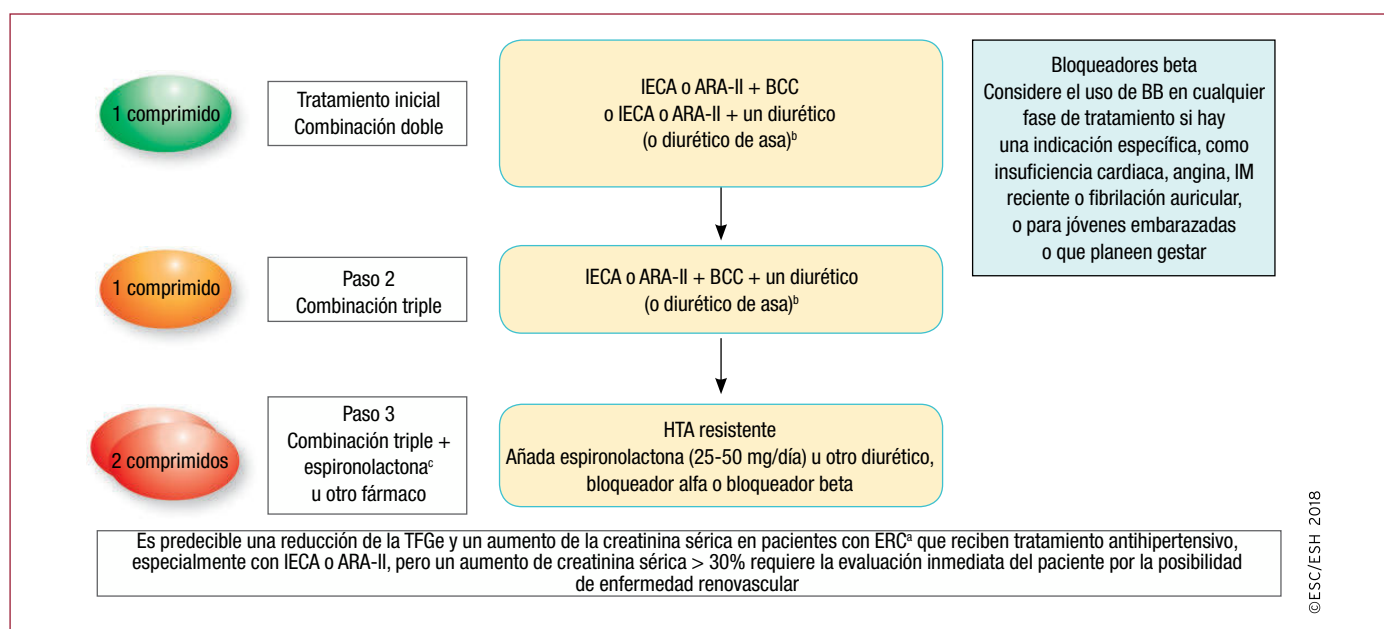 1 comprimido
Tratamiento inicial
Combinación doble
IECA o ARA-II + BCC
o IECA o ARA-II + un diurético
(o diurético de asa)ᵇ
Bloqueadores beta
Considere el uso de BB en cualquier
fase de tratamiento si hay
una indicación específica, como
insuficiencia cardiaca, angina, IM
reciente o fibrilación auricular,
o para jóvenes embarazadas
o que planeen gestar
1 comprimido
Paso 2
Combinación triple
IECA o ARA-II + BCC + un diurético
(o diurético de asa)ᵇ
2 comprimidos
Paso 3
Combinación triple +
espironolactonaᶜ
u otro fármaco
HTA resistente
Añada espironolactona (25-50 mg/día) u otro diurético,
bloqueador alfa o bloqueador beta
Es predecible una reducción de la TFGe y un aumento de la creatinina sérica en pacientes con ERCᵃ que reciben tratamiento antihipertensivo,
especialmente con IECA o ARA-II, pero un aumento de creatinina sérica > 30% requiere la evaluación inmediata del paciente por la posibilidad
de enfermedad renovascular
©ESC/ESH 2018